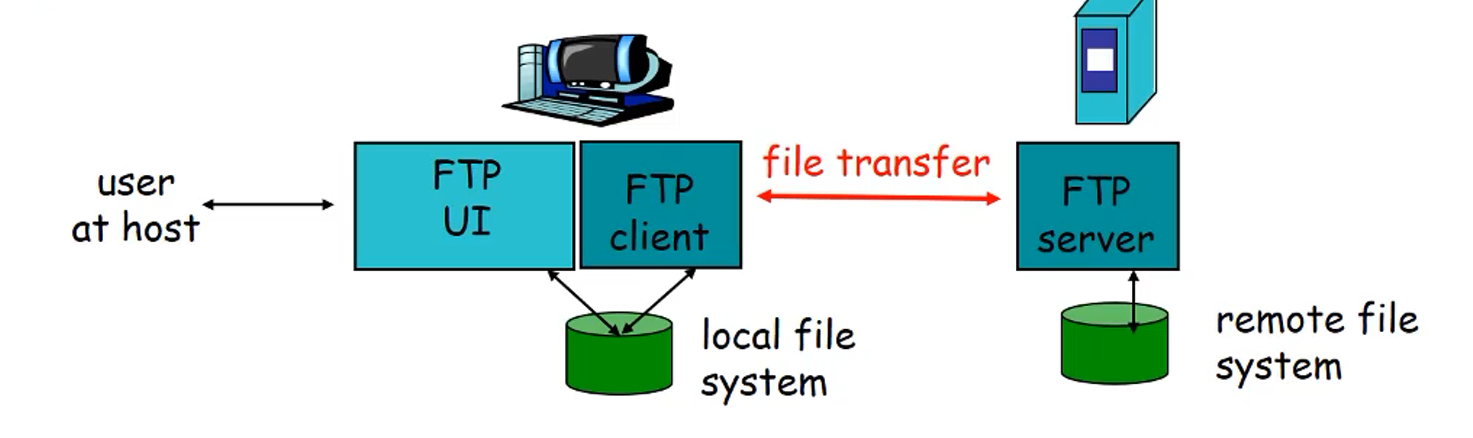 user
at host
FTP
UI
FTP
client
file transfer
FTP
server
local file
system
remote file
system